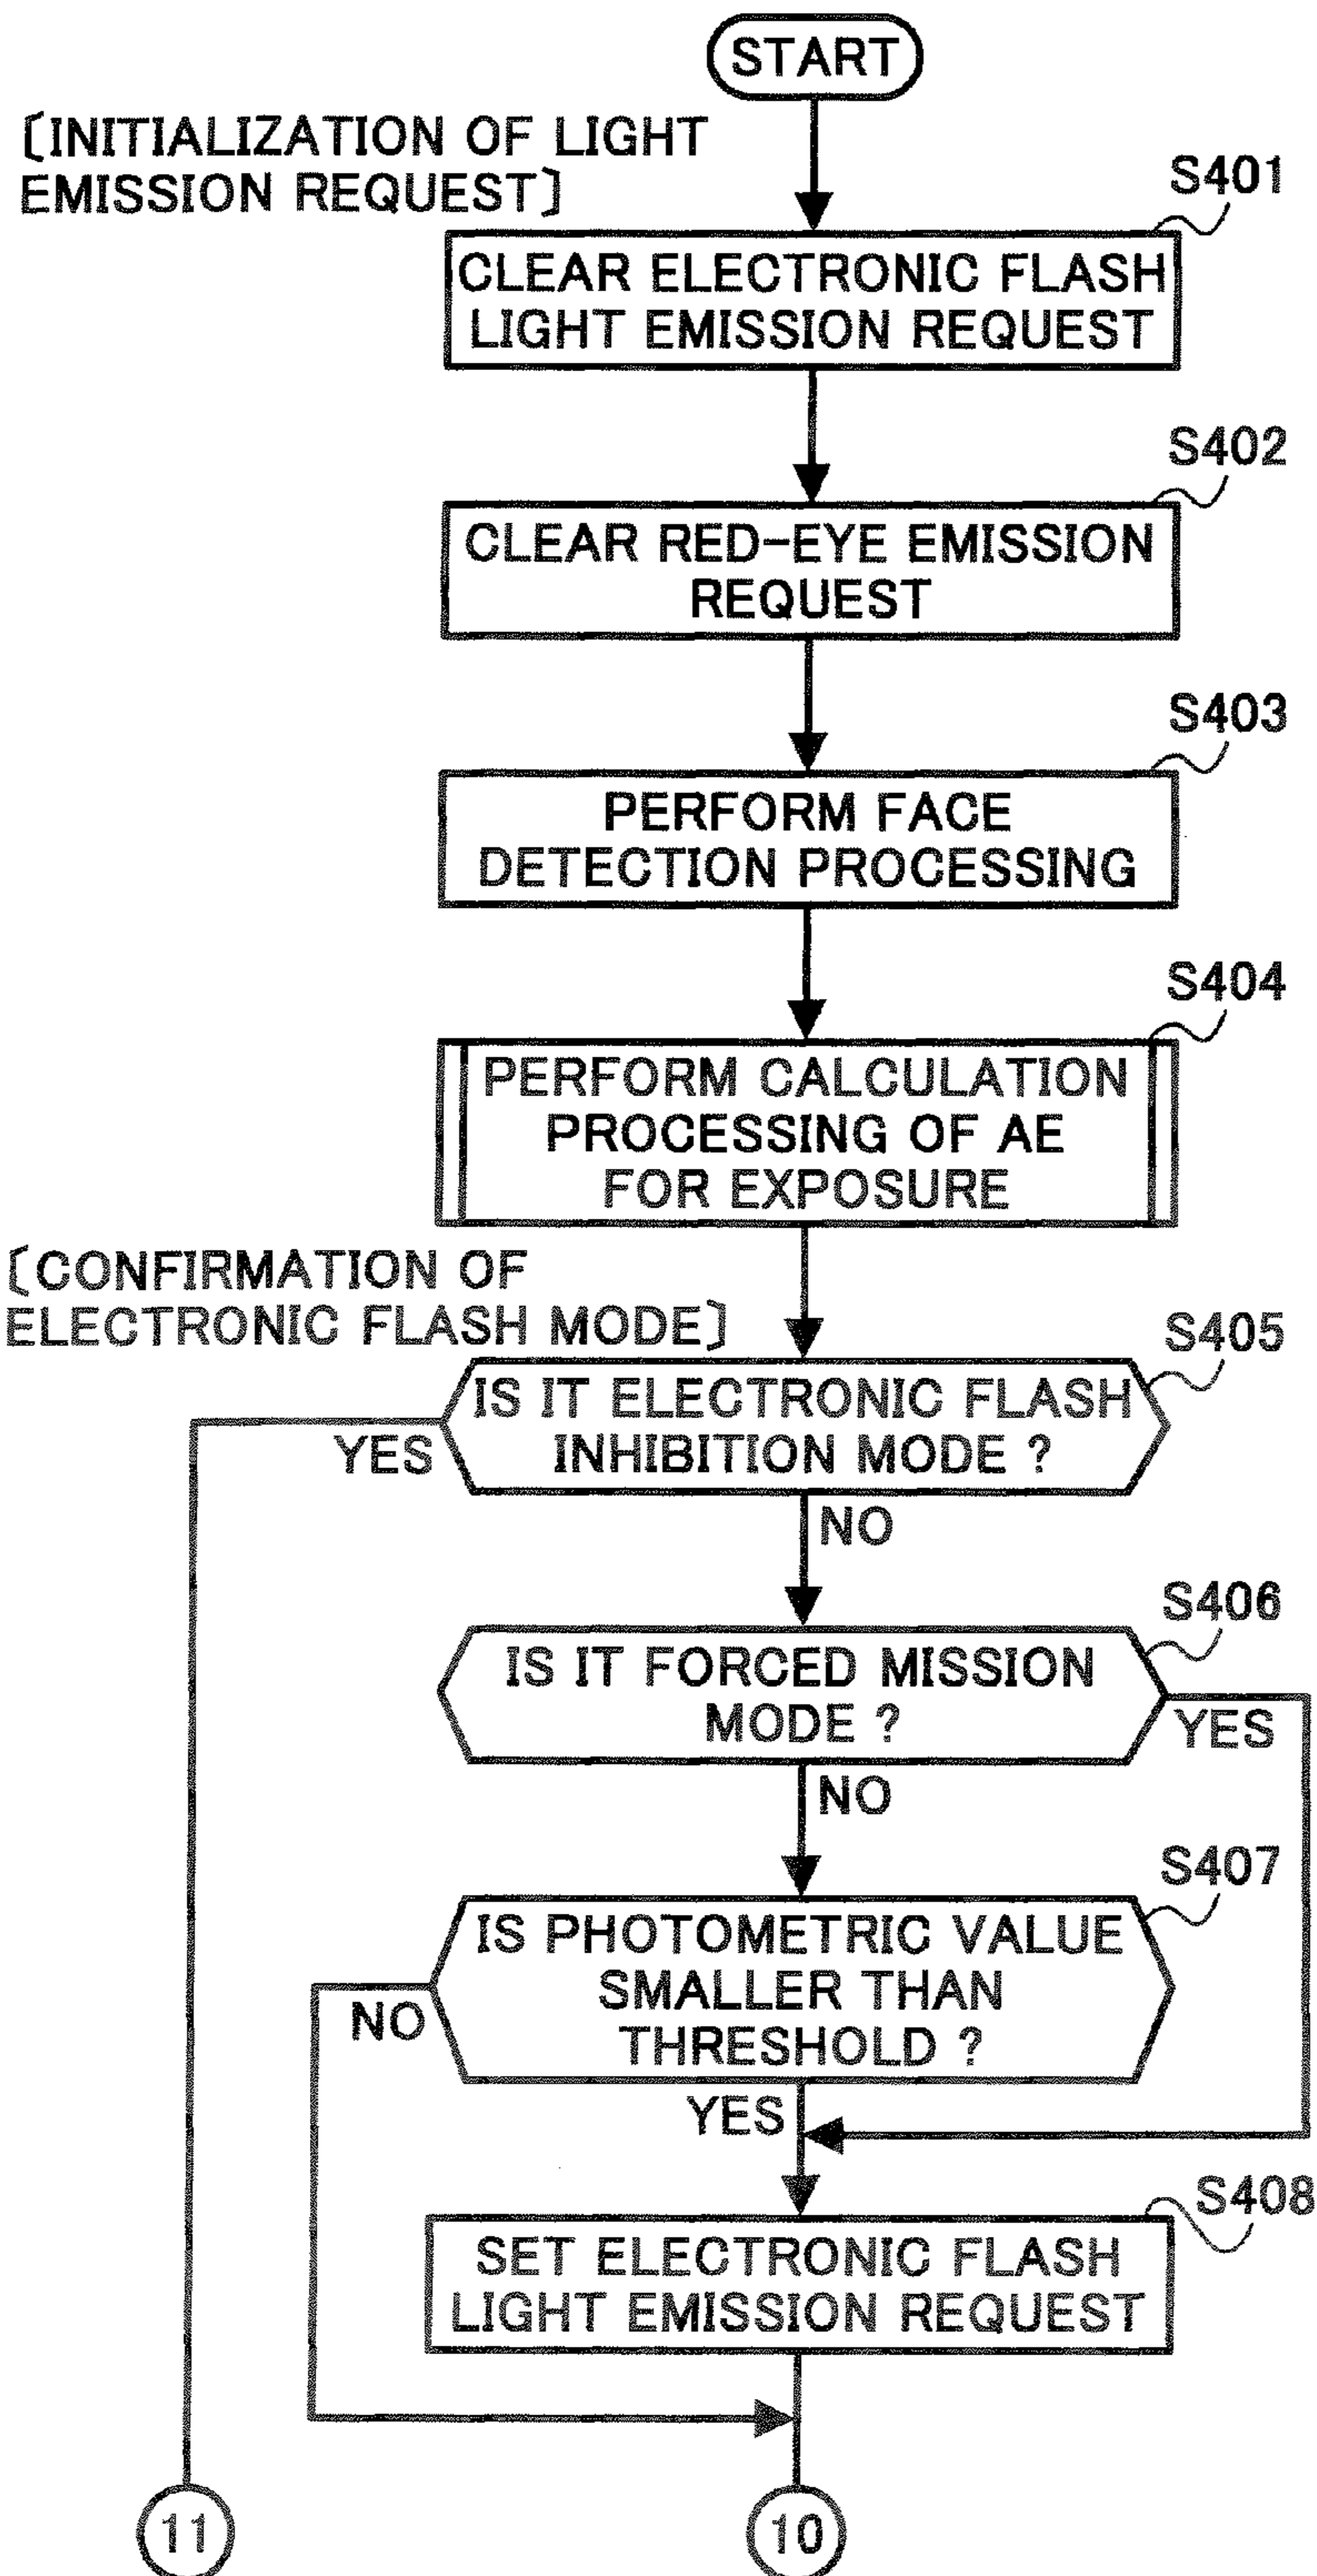 START
[INITIALIZATION OF LIGHT
EMISSION REQUEST]
S401
CLEAR ELECTRONIC FLASH
LIGHT EMISSION REQUEST
S402
CLEAR RED-EYE EMISSION
REQUEST
S403
PERFORM FACE
DETECTION PROCESSING
S404
PERFORM CALCULATION
PROCESSING OF AE
FOR EXPOSURE
[CONFIRMATION OF
ELECTRONIC FLASH MODE]
S405
IS IT ELECTRONIC FLASH
INHIBITION MODE ?
YES
NO
S406
IS IT FORCED MISSION
MODE ?
YES
NO
S407
IS PHOTOMETRIC VALUE
SMALLER THAN
THRESHOLD ?
NO
YES
S408
SET ELECTRONIC FLASH
LIGHT EMISSION REQUEST
11
10